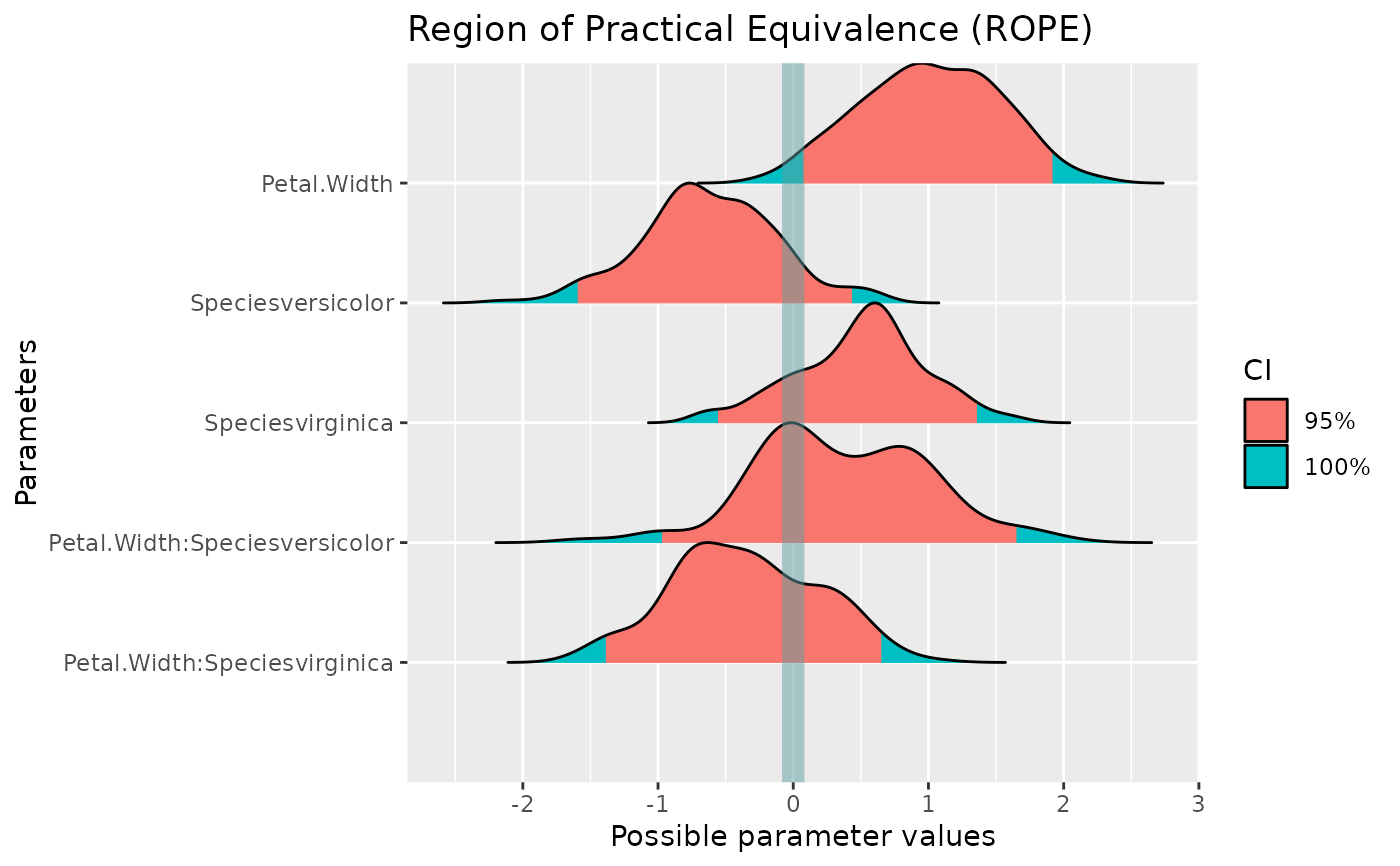 Region of Practical Equivalence (ROPE)
Parameters
Petal.Width
Speciesversicolor
Speciesvirginica
Petal.Width:Speciesversicolor
Petal.Width:Speciesvirginica
-2 -1 0 1 2 3
Possible parameter values
CI
95%
100%